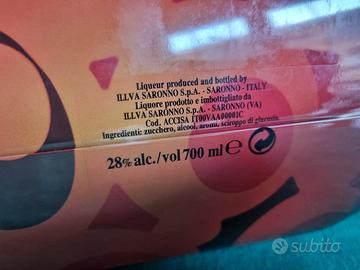 Liqueur produced and bottled by
ILLVA SARONNO S.p.A. - SARONNO - ITALY
Liquore prodotto e imbottigliato da
ILLVA SARONNO S.p.A. - SARONNO (VA)
Cod. ACCISA IT00VAA00001C
Ingredienti: zucchero, alcool, aromi, sciroppo di glucosio.
28% alc./vol 700 ml e
subito